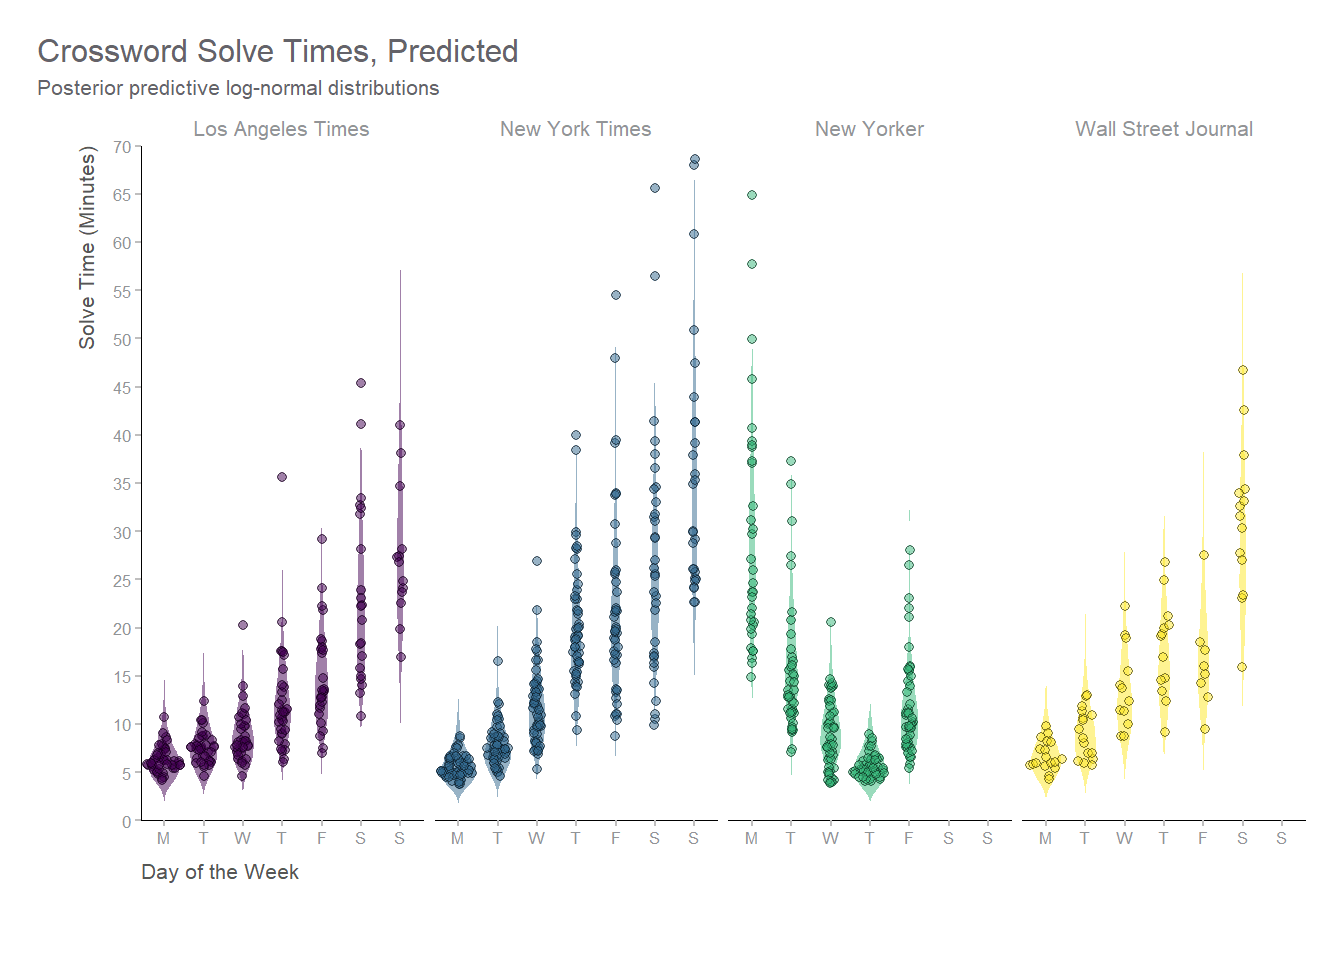 Crossword Solve Times, Predicted
Posterior predictive log-normal distributions
Los Angeles Times New York Times New Yorker Wall Street Journal
Solve Time (Minutes)
70
65
60
55
50
45
40
35
30
25
20
15
10
5
0
M T W T F S S M T W T F S S M T W T F S S M T W T F S S
Day of the Week